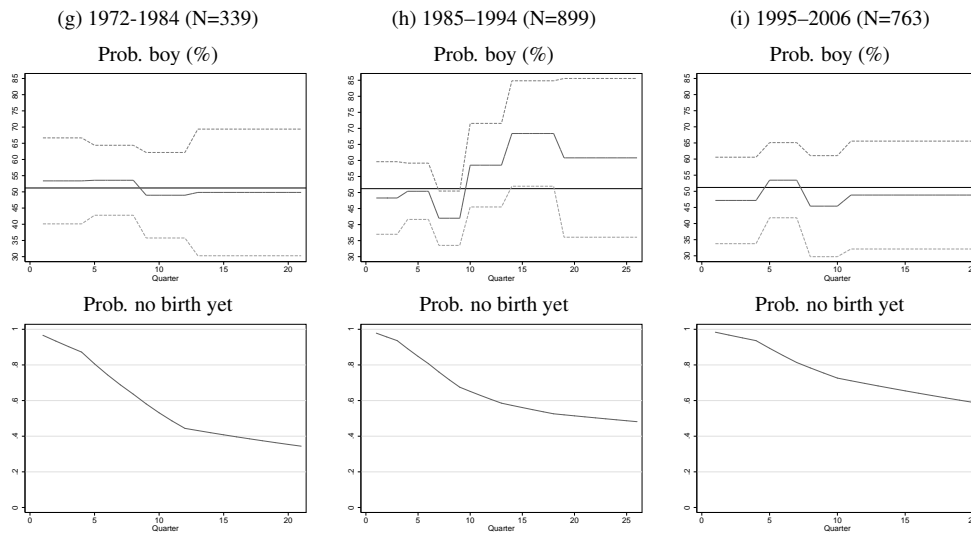 (g) 1972-1984 (N=339)
(h) 1985–1994 (N=899)
(i) 1995–2006 (N=763)
Prob. boy (%)
Prob. boy (%)
Prob. boy (%)
30 35 40 45 50 55 60 65 70 75 80 85
0 5 10 15 20
Quarter
30 35 40 45 50 55 60 65 70 75 80 85
0 5 10 15 20 25
Quarter
30 35 40 45 50 55 60 65 70 75 80 85
0 5 10 15 20
Quarter
Prob. no birth yet
Prob. no birth yet
Prob. no birth yet
0 .2 .4 .6 .8 1
0 5 10 15 20
Quarter
0 .2 .4 .6 .8 1
0 5 10 15 20 25
Quarter
0 .2 .4 .6 .8 1
0 5 10 15 20
Quarter